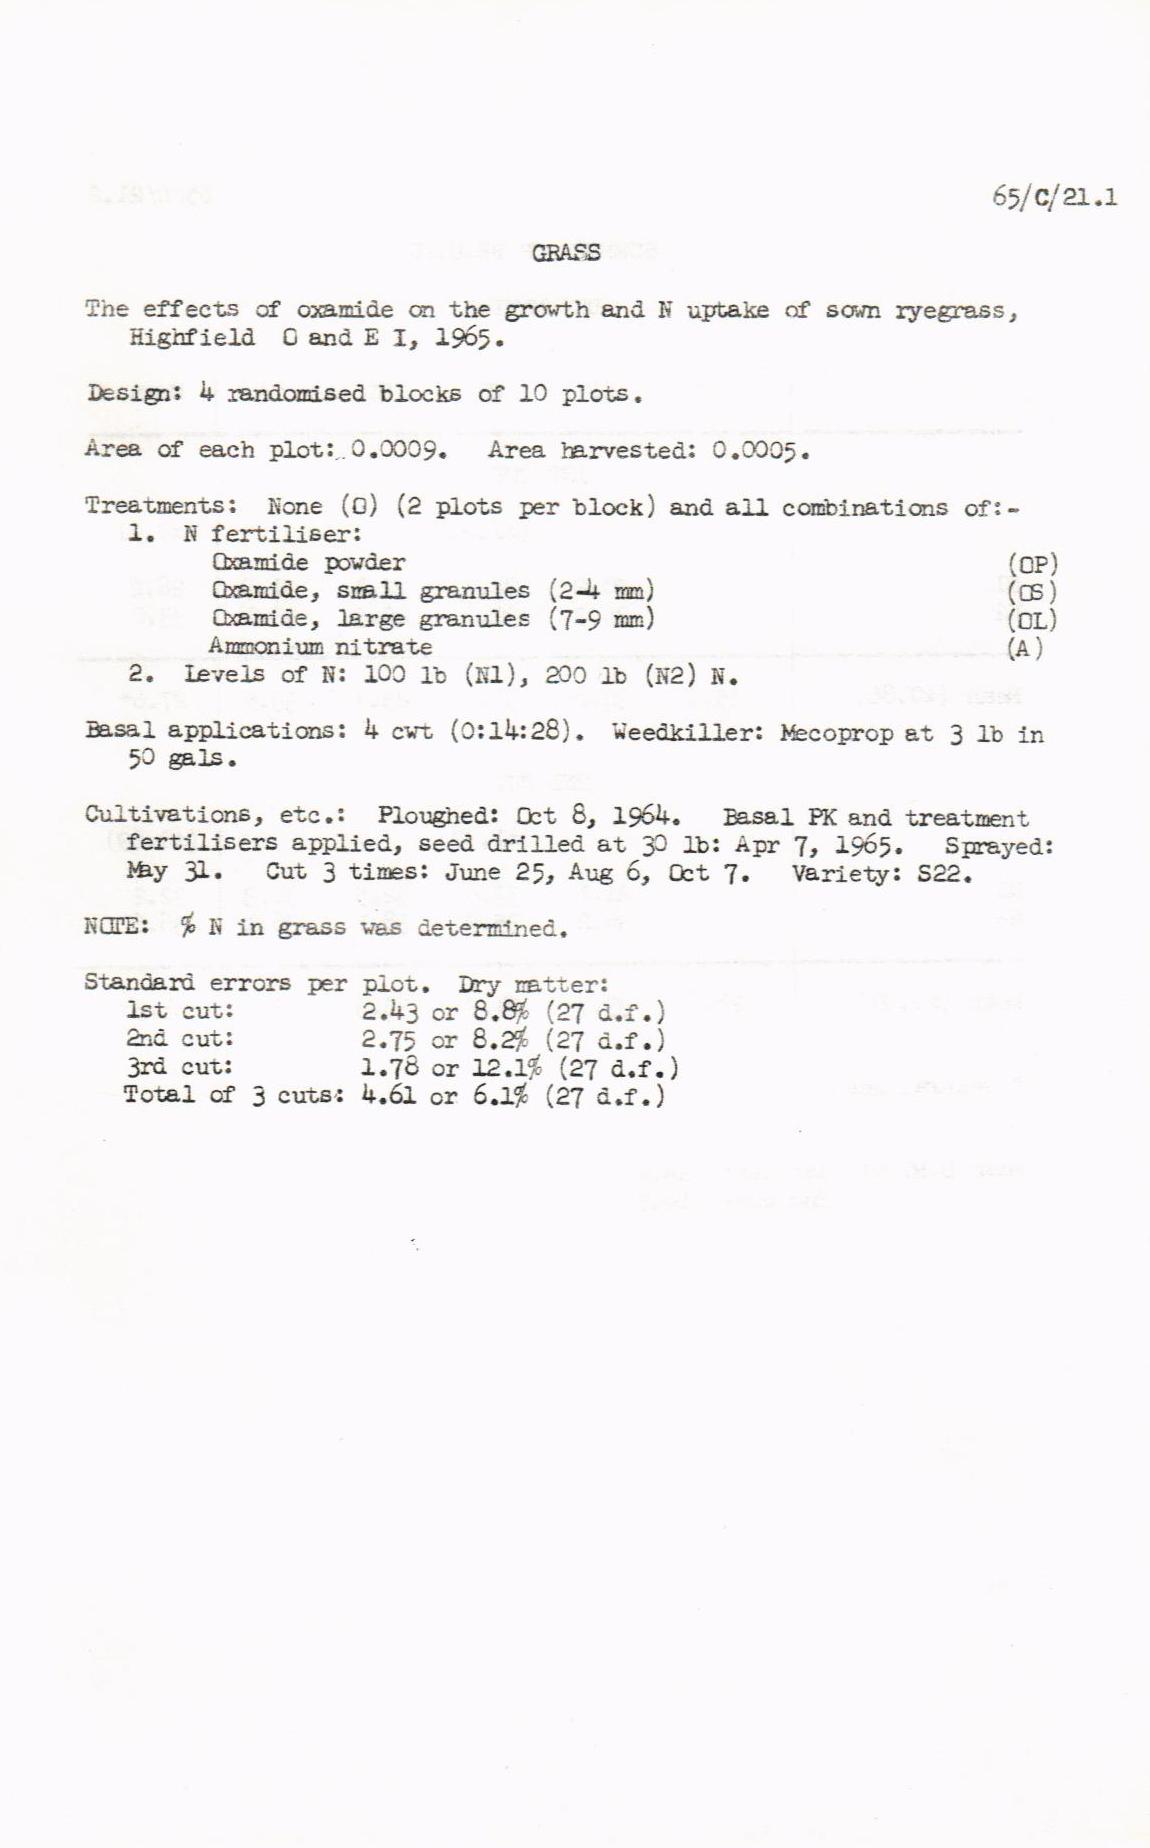 65/C/21.1
GRASS
The effects of oxamide on the growth and N uptake of sown ryegrass,
Highfield O and E I, 1965.
Design: 4 randomised blocks of 10 plots.
Area of each plot: 0.0009. Area harvested: 0.0005.
Treatments: None (O) (2 plots per block) and all combinations of:-
1. N fertiliser:
Oxamide powder (OP)
Oxamide, small granules (2-4 mm) (OS)
Oxamide, large granules (7-9 mm) (OL)
Ammonium nitrate (A)
2. Levels of N: 100 lb (N1), 200 lb (N2) N.
Basal applications: 4 cwt (0:14:28). Weedkiller: Mecoprop at 3 lb in
50 gals.
Cultivations, etc.: Ploughed: Oct 8, 1964. Basal PK and treatment
fertilisers applied, seed drilled at 30 lb: Apr 7, 1965. Sprayed:
May 31. Cut 3 times: June 25, Aug 6, Oct 7. Variety: S22.
NOTE: % N in grass was determined.
Standard errors per plot. Dry matter:
1st cut: 2.43 or 8.8% (27 d.f.)
2nd cut: 2.75 or 8.2% (27 d.f.)
3rd cut: 1.78 or 12.1% (27 d.f.)
Total of 3 cuts: 4.61 or 6.1% (27 d.f.)